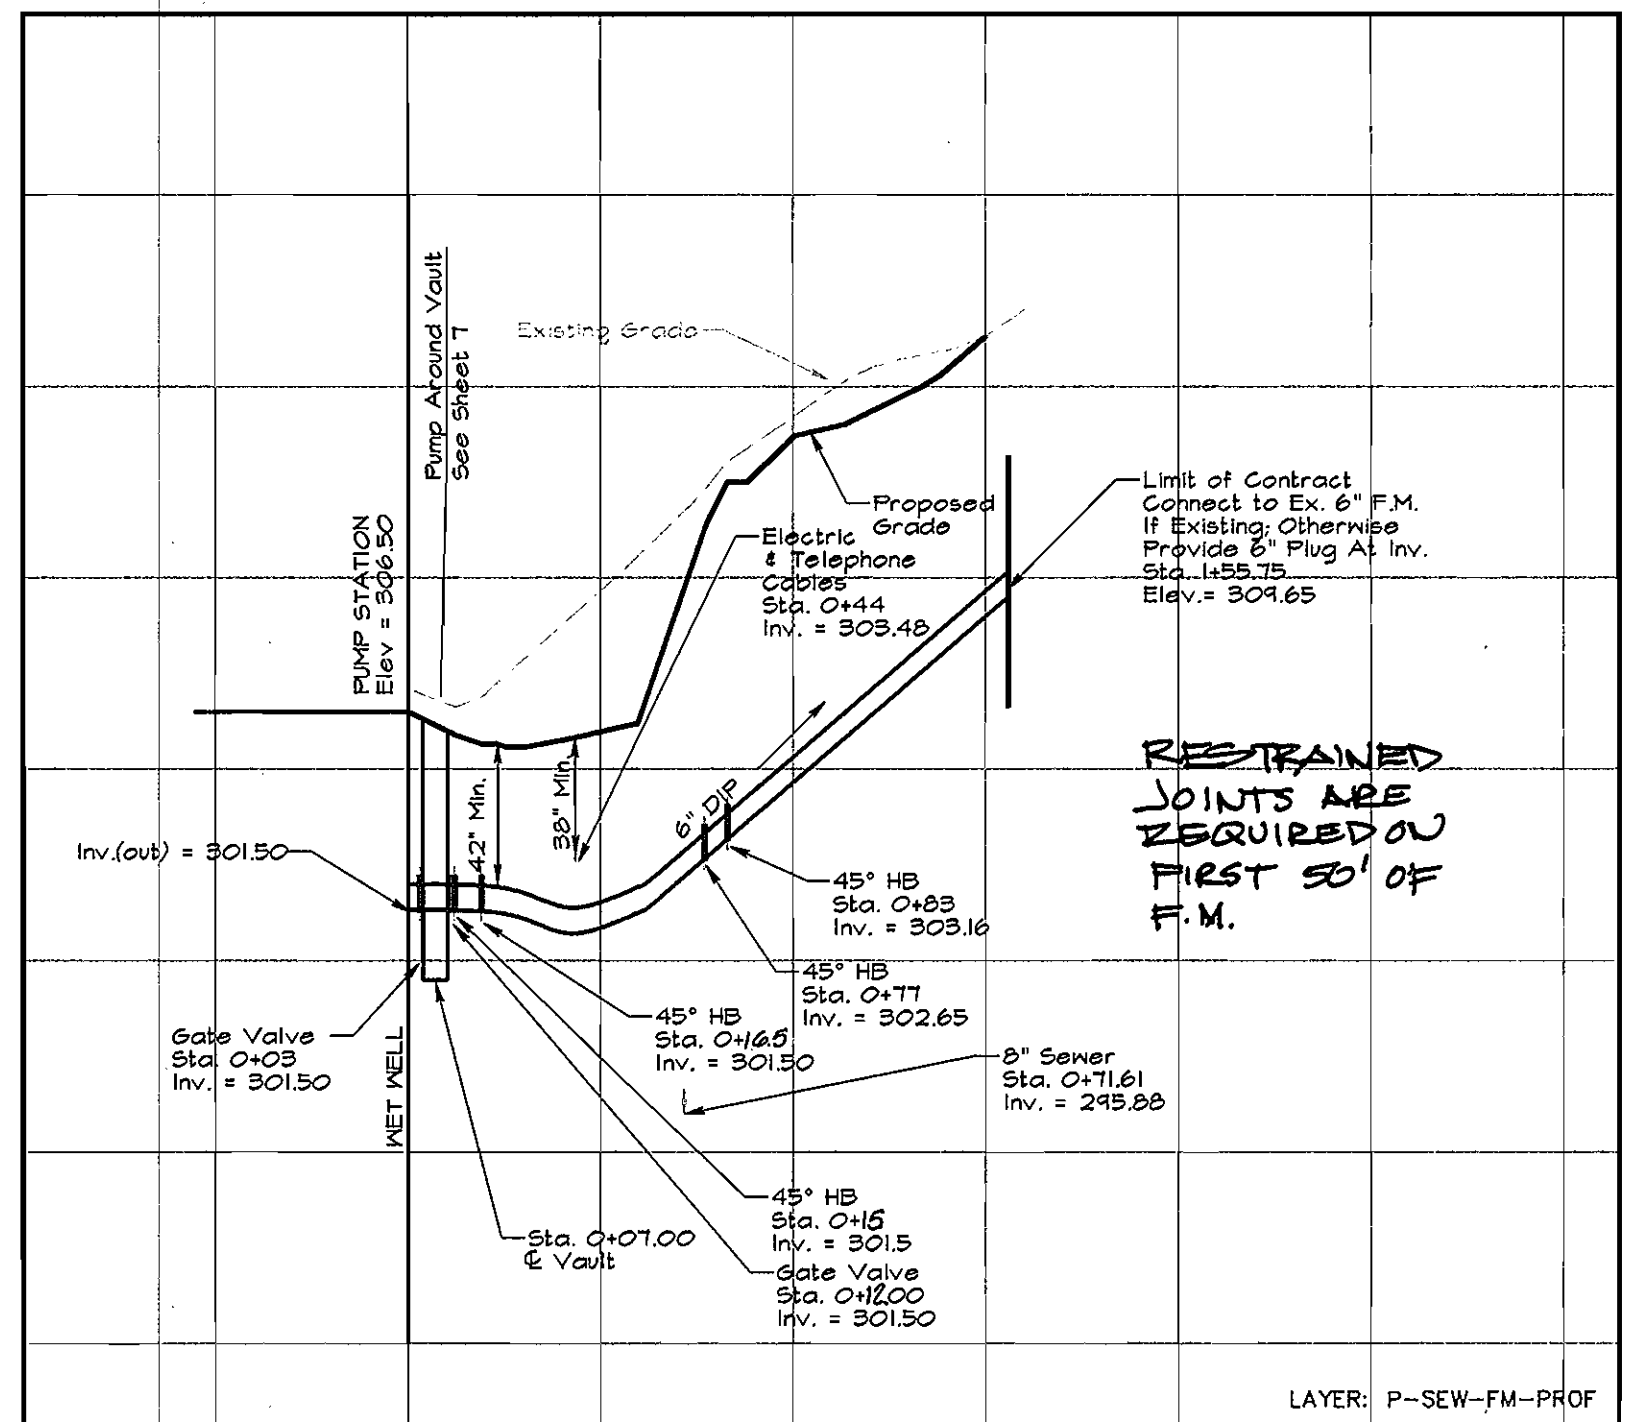 Pump Around Vault
See Sheet 7
Existing Grade
PUMP STATION
Elev = 306.50
Proposed
Grade
Electric
& Telephone
Cables
Sta. 0+44
Inv. = 303.48
Limit of Contract
Connect to Ex. 6" F.M.
If Existing; Otherwise
Provide 6" Plug At Inv.
Sta. 1+55.75
Elev.= 309.65
42" Min.
38" Min.
6" DIP
RESTRAINED
JOINTS ARE
REQUIRED ON
FIRST 50' OF
F.M.
Inv.(out) = 301.50
45° HB
Sta. 0+83
Inv. = 303.16
45° HB
Sta. 0+77
Inv. = 302.65
45° HB
Sta. 0+16.5
Inv. = 301.50
Gate Valve
Sta. 0+03
Inv. = 301.50
WET WELL
8" Sewer
Sta. 0+71.61
Inv. = 295.88
45° HB
Sta. 0+15
Inv. = 301.5
Sta. 0+07.00
℄ Vault
Gate Valve
Sta. 0+12.00
Inv. = 301.50
LAYER: P-SEW-FM-PROF